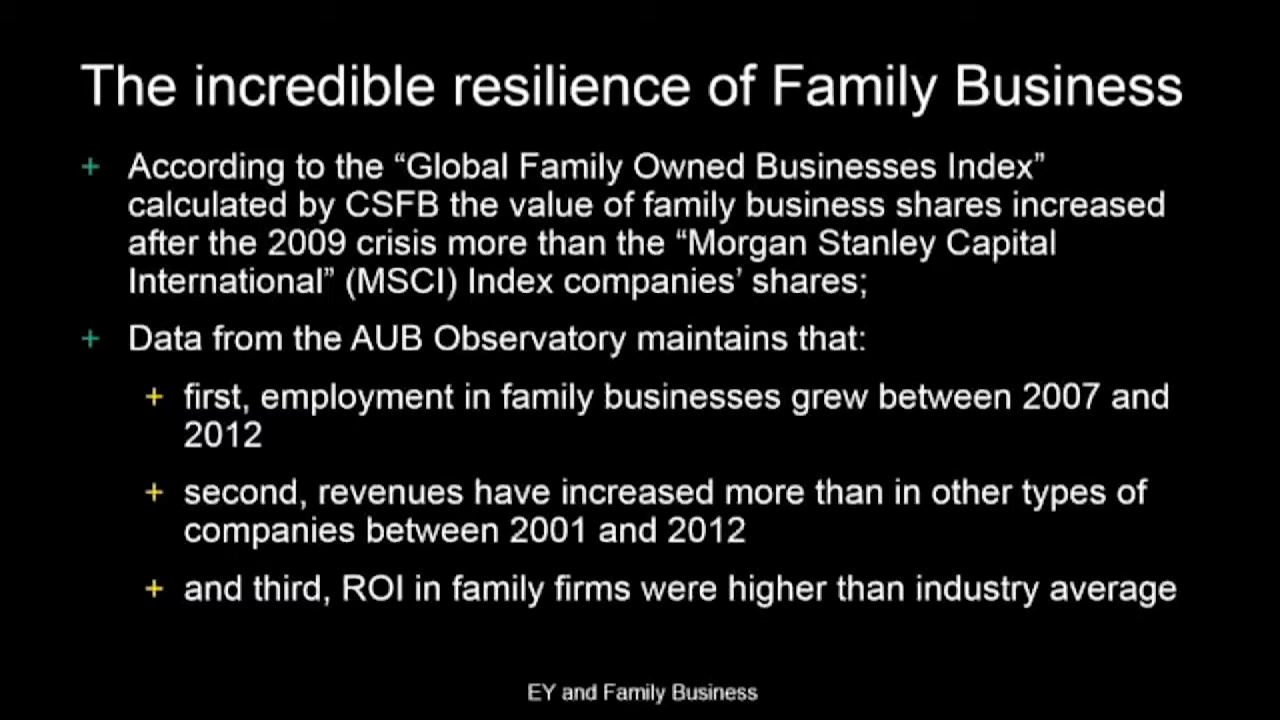 The incredible resilience of Family Business
+ According to the “Global Family Owned Businesses Index”
calculated by CSFB the value of family business shares increased
after the 2009 crisis more than the “Morgan Stanley Capital
International” (MSCI) Index companies’ shares;
+ Data from the AUB Observatory maintains that:
+ first, employment in family businesses grew between 2007 and
2012
+ second, revenues have increased more than in other types of
companies between 2001 and 2012
+ and third, ROI in family firms were higher than industry average
EY and Family Business